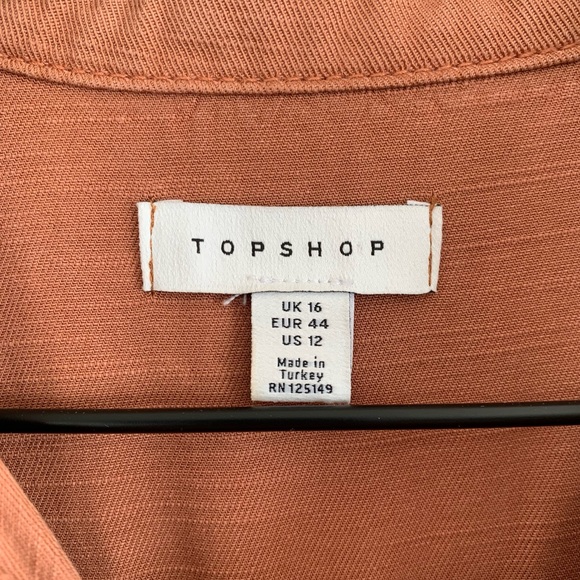 TOPSHOP
UK 16
EUR 44
US 12
Made in
Turkey
RN 125149